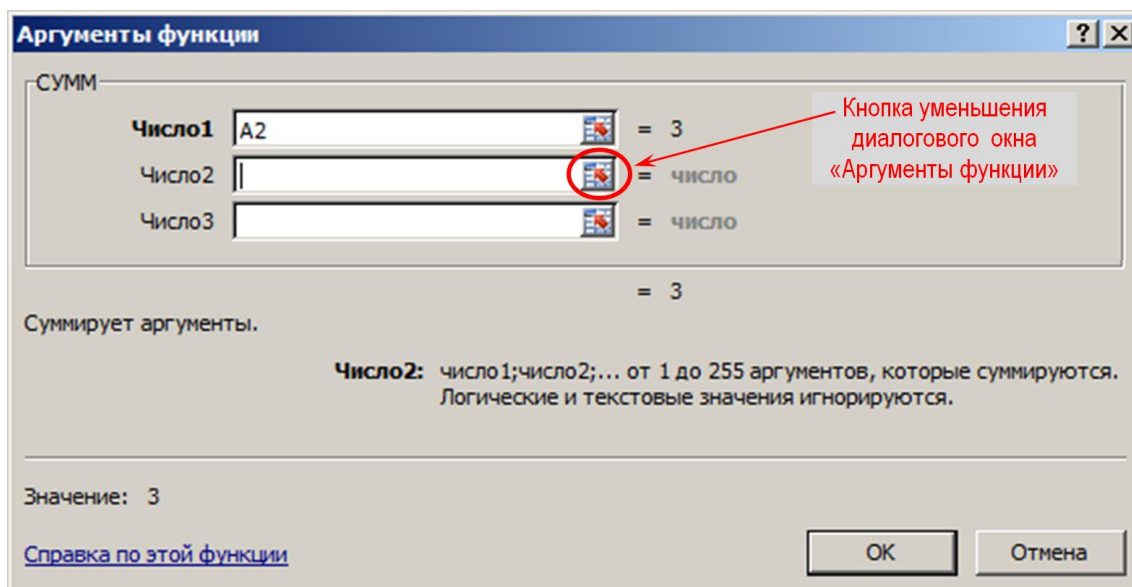 Аргументы функции
СУММ
Число1 A2 = 3
Число2 = число
Число3 = число
Кнопка уменьшения
диалогового окна
«Аргументы функции»
= 3
Суммирует аргументы.
Число2: число1;число2;... от 1 до 255 аргументов, которые суммируются.
Логические и текстовые значения игнорируются.
Значение: 3
Справка по этой функции
ОК
Отмена